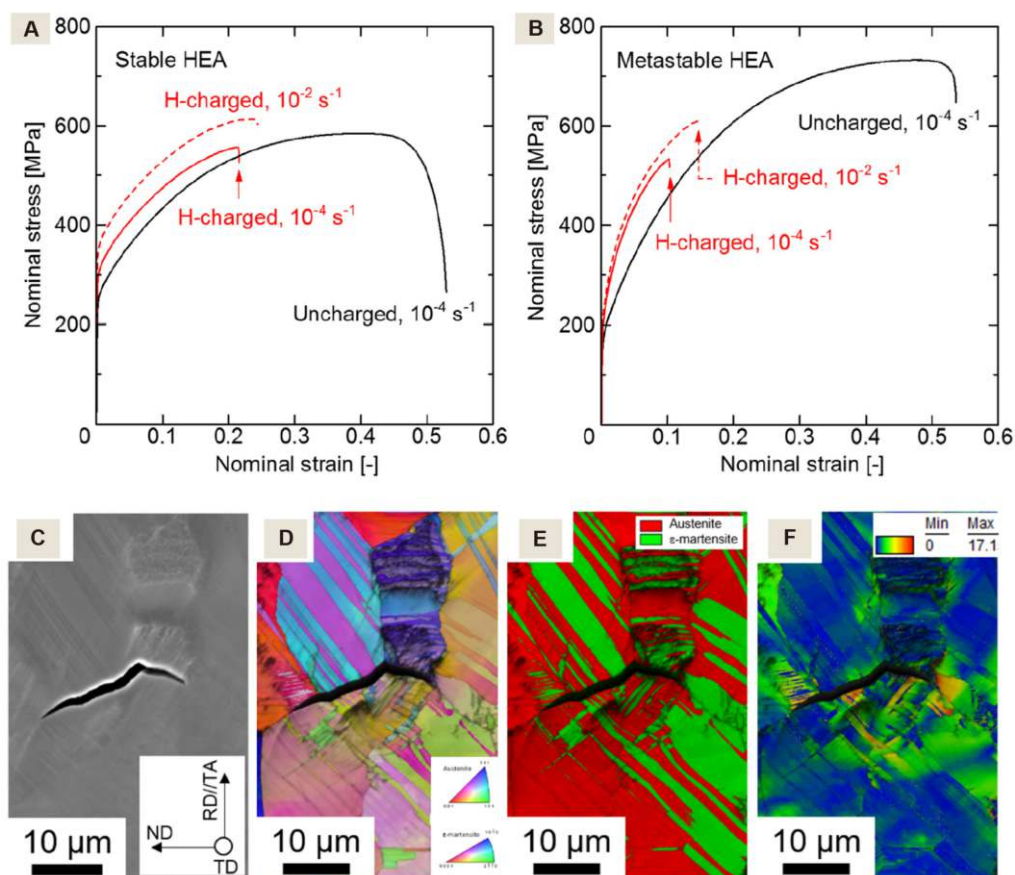 A
Stable HEA
800
600
400
200
0
0.1
0.2
0.3
0.4
0.5
0.6
Nominal stress [MPa]
Nominal strain [-]
H-charged, 10⁻² s⁻¹
H-charged, 10⁻⁴ s⁻¹
Uncharged, 10⁻⁴ s⁻¹
B
Metastable HEA
800
600
400
200
0
0.1
0.2
0.3
0.4
0.5
0.6
Nominal stress [MPa]
Nominal strain [-]
Uncharged, 10⁻⁴ s⁻¹
H-charged, 10⁻² s⁻¹
H-charged, 10⁻⁴ s⁻¹
C
RD//TA
ND
TD
10 μm
D
Austenite
ε-martensite
10 μm
E
Austenite
ε-martensite
10 μm
F
Min Max
0 17.1
10 μm